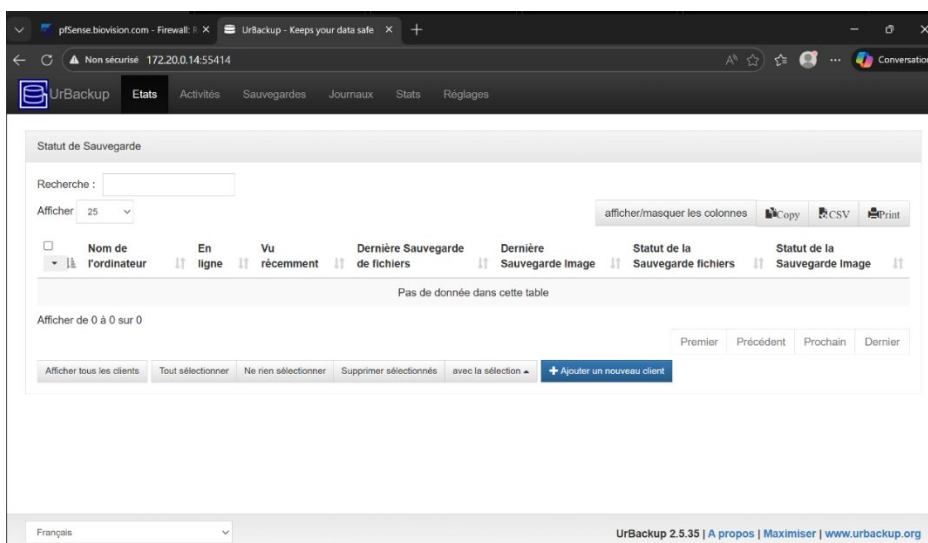 pfSense.biovision.com - Firewall: R
UrBackup - Keeps your data safe
Non sécurisé 172.20.0.14:55414
Conversation
UrBackup Etats Activités Sauvegardes Journaux Stats Réglages
Statut de Sauvegarde
Recherche :
Afficher 25
afficher/masquer les colonnes Copy CSV Print
Nom de l'ordinateur
En ligne
Vu récemment
Dernière Sauvegarde de fichiers
Dernière Sauvegarde Image
Statut de la Sauvegarde fichiers
Statut de la Sauvegarde Image
Pas de donnée dans cette table
Afficher de 0 à 0 sur 0
Premier Précédent Prochain Dernier
Afficher tous les clients Tout sélectionner Ne rien sélectionner Supprimer sélectionnés avec la sélection + Ajouter un nouveau client
Français
UrBackup 2.5.35 | A propos | Maximiser | www.urbackup.org